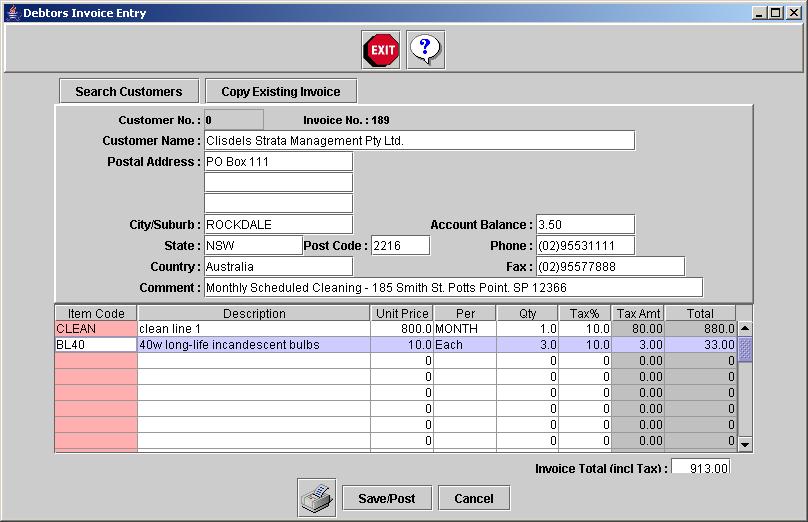 Debtors Invoice Entry
EXIT ?
Search Customers Copy Existing Invoice
Customer No. : 0 Invoice No. : 189
Customer Name : Clisdels Strata Management Pty Ltd.
Postal Address : PO Box 111
City/Suburb : ROCKDALE Account Balance : 3.50
State : NSW Post Code : 2216 Phone : (02)95531111
Country : Australia Fax : (02)95577888
Comment : Monthly Scheduled Cleaning - 185 Smith St. Potts Point. SP 12366
Item Code Description Unit Price Per Qty Tax% Tax Amt Total
CLEAN clean line 1 800.0 MONTH 1.0 10.0 80.00 880.0
BL40 40w long-life incandescent bulbs 10.0 Each 3.0 10.0 3.00 33.00
0 0 0 0.00 0
0 0 0 0.00 0
0 0 0 0.00 0
0 0 0 0.00 0
0 0 0 0.00 0
0 0 0 0.00 0
Invoice Total (incl Tax) : 913.00
Save/Post Cancel